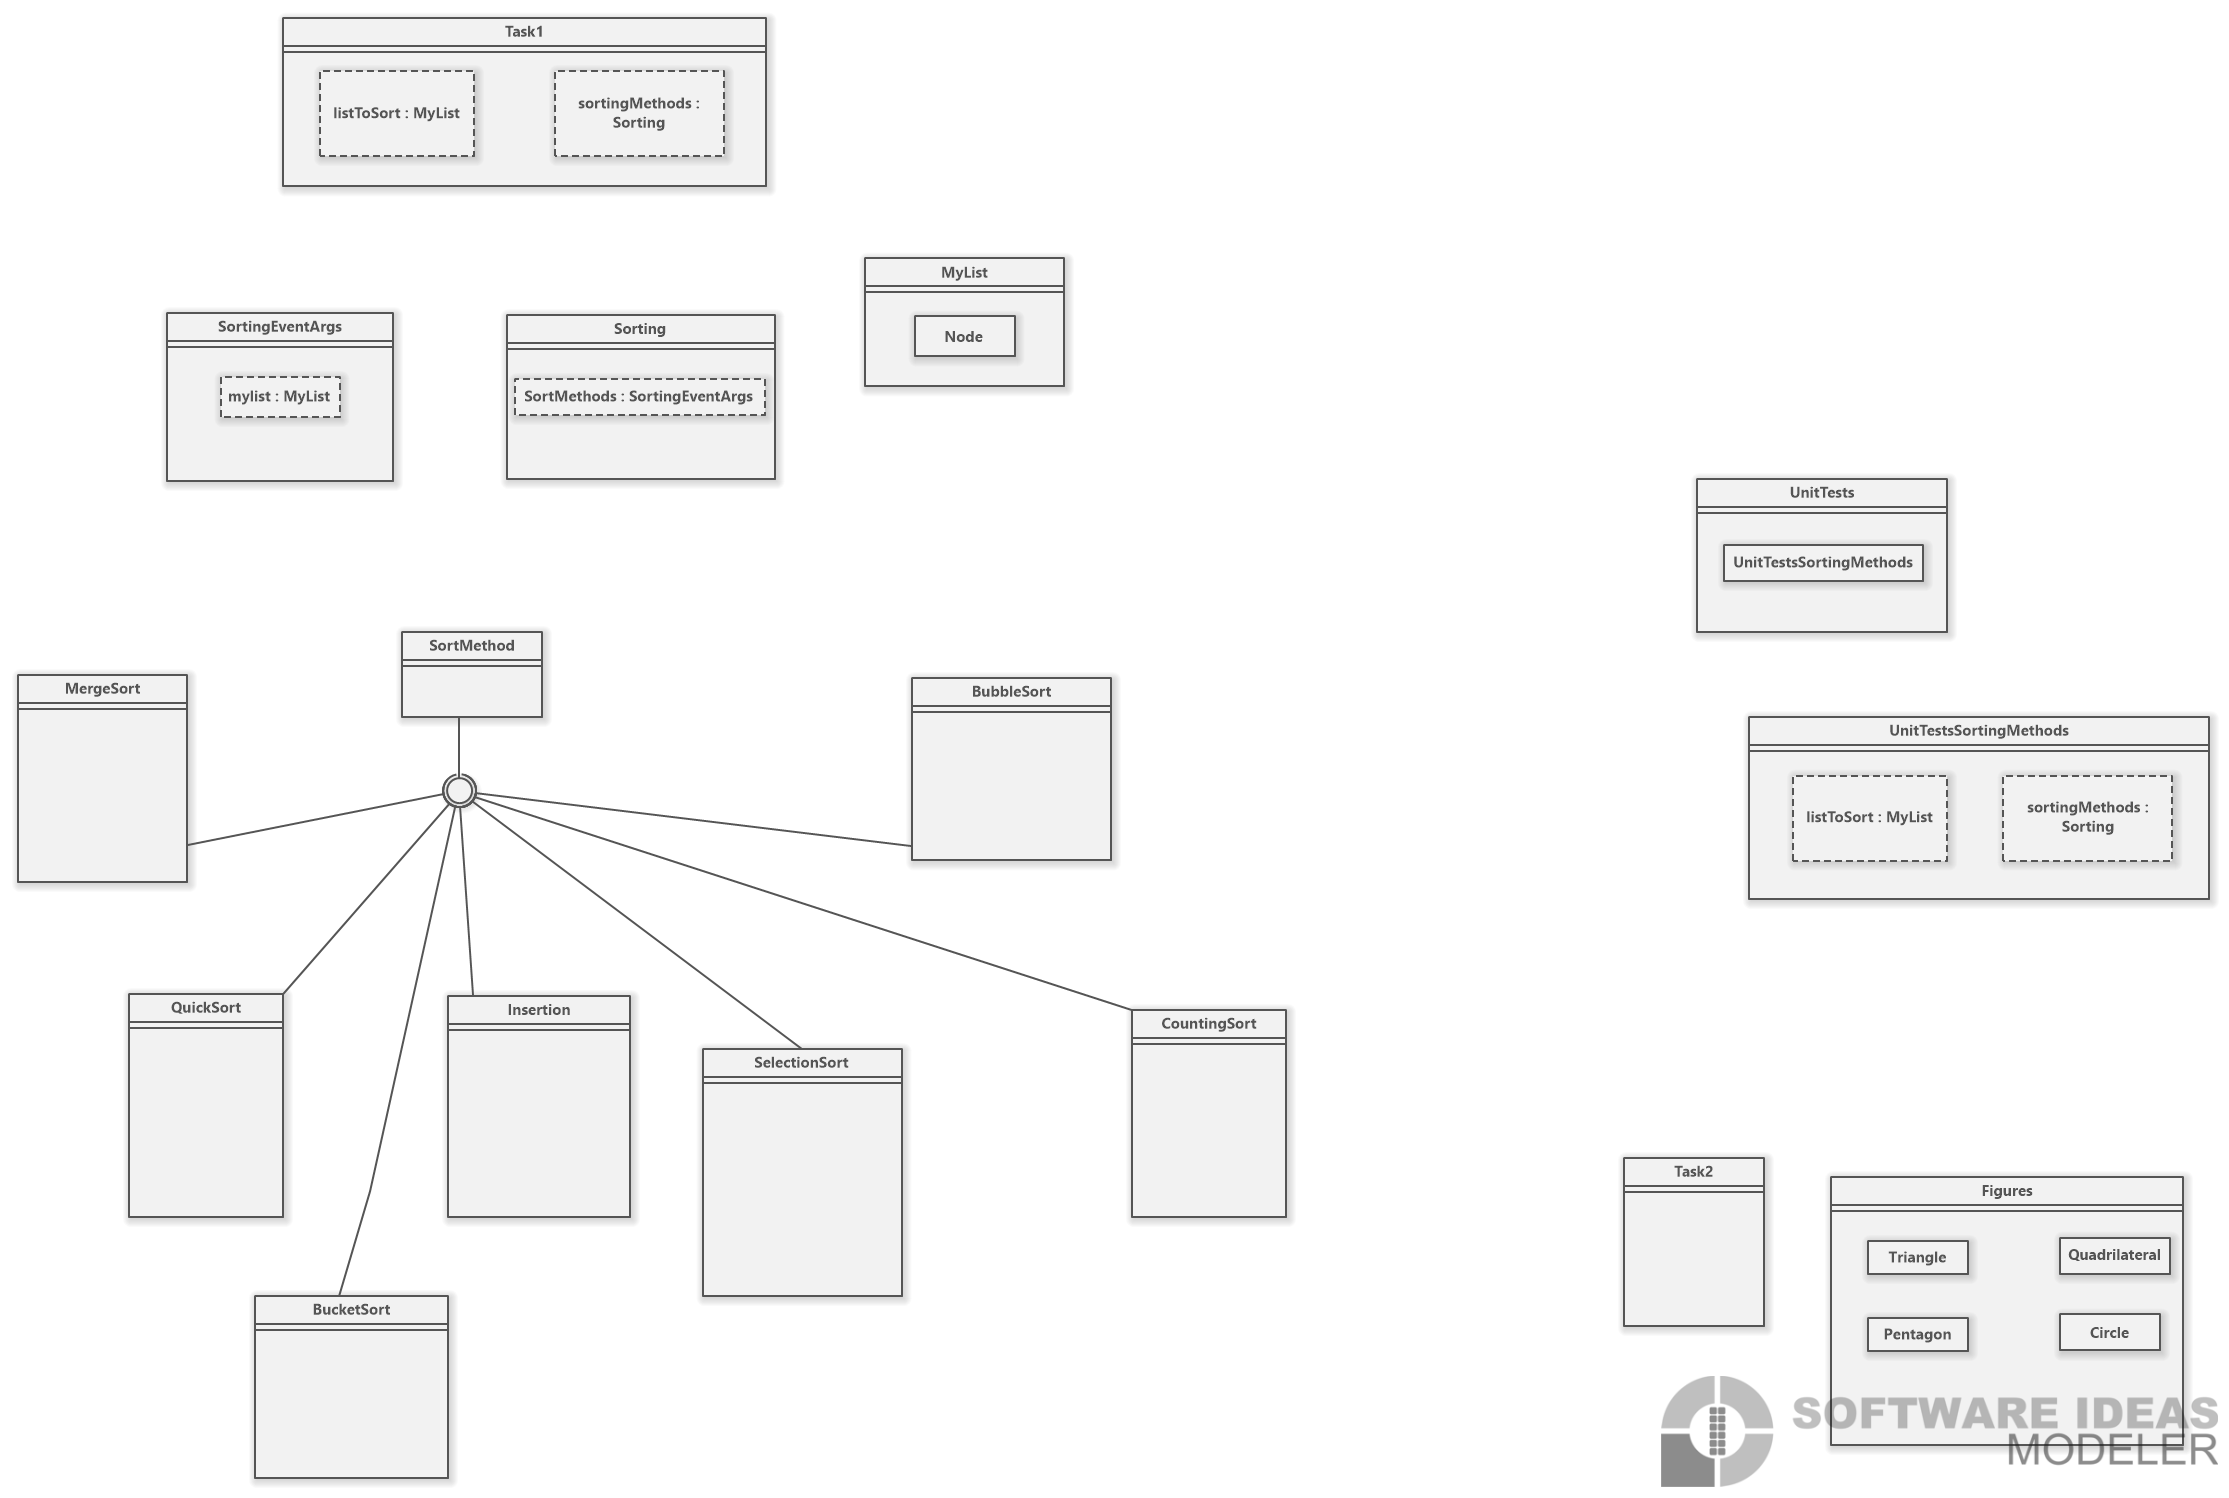 Task1
listToSort : MyList
sortingMethods :
Sorting
MyList
Node
SortingEventArgs
mylist : MyList
Sorting
SortMethods : SortingEventArgs
UnitTests
UnitTestsSortingMethods
SortMethod
MergeSort
BubbleSort
UnitTestsSortingMethods
listToSort : MyList
sortingMethods :
Sorting
QuickSort
Insertion
SelectionSort
CountingSort
BucketSort
Task2
Figures
Triangle
Quadrilateral
Pentagon
Circle
SOFTWARE IDEAS
MODELER